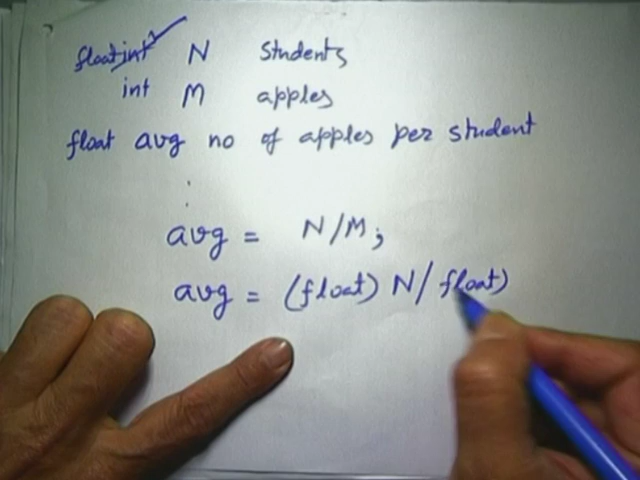 float int N Students
int M apples
float avg no of apples per student
:
avg = N/M;
avg = (float) N/ float)